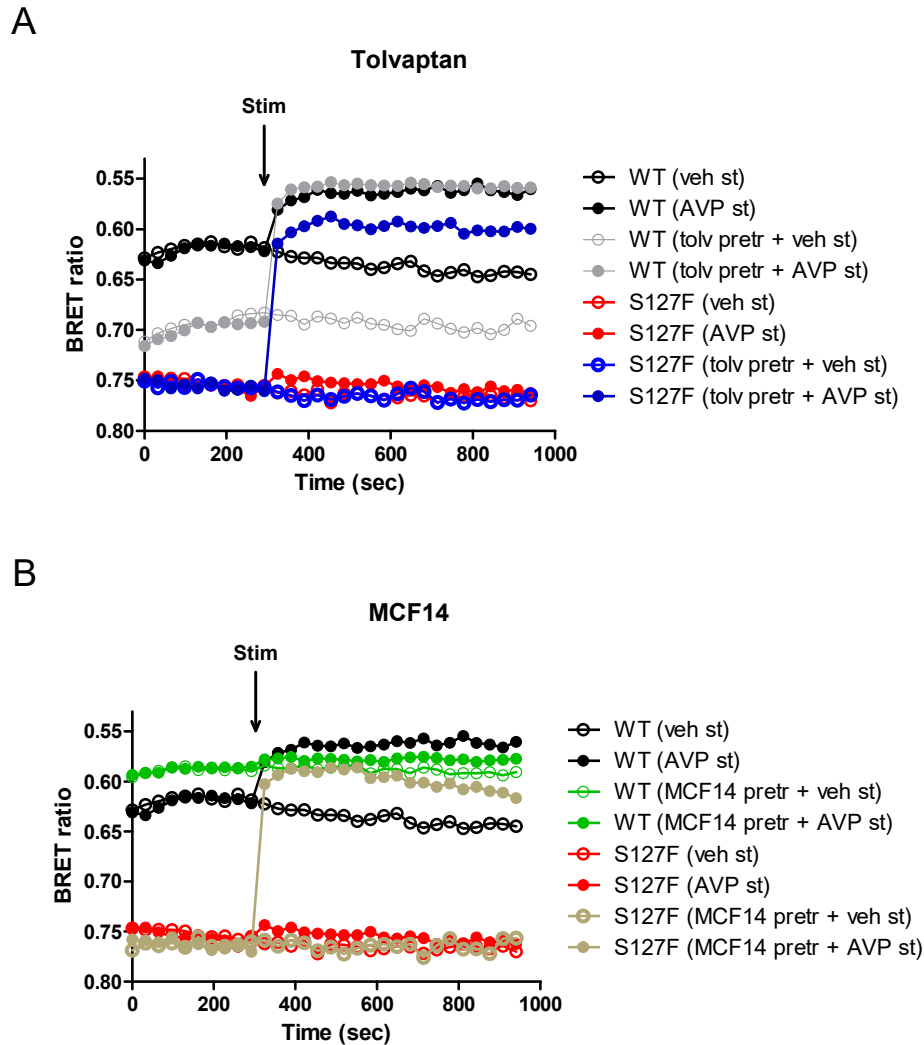 A
Tolvaptan
Stim
BRET ratio
0.55
0.60
0.65
0.70
0.75
0.80
0
200
400
600
800
1000
Time (sec)
WT (veh st)
WT (AVP st)
WT (tolv pretr + veh st)
WT (tolv pretr + AVP st)
S127F (veh st)
S127F (AVP st)
S127F (tolv pretr + veh st)
S127F (tolv pretr + AVP st)
B
MCF14
Stim
BRET ratio
0.55
0.60
0.65
0.70
0.75
0.80
0
200
400
600
800
1000
Time (sec)
WT (veh st)
WT (AVP st)
WT (MCF14 pretr + veh st)
WT (MCF14 pretr + AVP st)
S127F (veh st)
S127F (AVP st)
S127F (MCF14 pretr + veh st)
S127F (MCF14 pretr + AVP st)